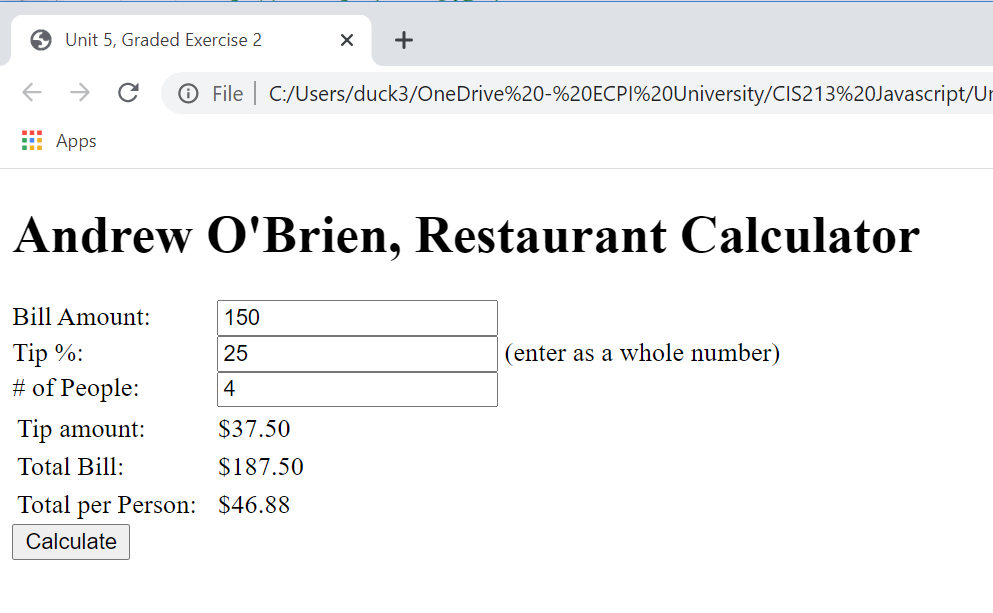 Unit 5, Graded Exercise 2
File C:/Users/duck3/OneDrive%20-%20ECPI%20University/CIS213%20Javascript/
Apps
Andrew O'Brien, Restaurant Calculator
Bill Amount: 150
Tip %: 25 (enter as a whole number)
# of People: 4
Tip amount: $37.50
Total Bill: $187.50
Total per Person: $46.88
Calculate